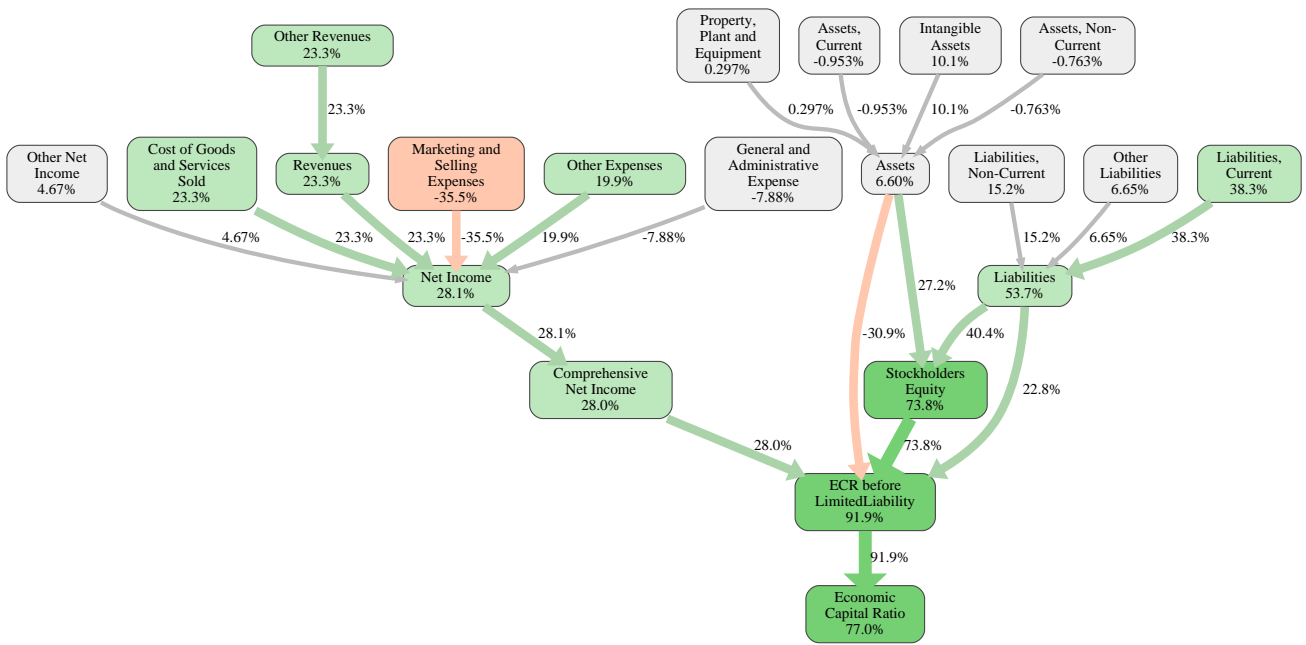 Other Revenues
23.3%
Property,
Plant and
Equipment
0.297%
Assets,
Current
-0.953%
Intangible
Assets
10.1%
Assets, Non-
Current
-0.763%
23.3%
0.297%
-0.953%
10.1%
-0.763%
Other Net
Income
4.67%
Cost of Goods
and Services
Sold
23.3%
Revenues
23.3%
Marketing and
Selling
Expenses
-35.5%
Other Expenses
19.9%
General and
Administrative
Expense
-7.88%
Assets
6.60%
Liabilities,
Non-Current
15.2%
Other
Liabilities
6.65%
Liabilities,
Current
38.3%
4.67%
23.3%
23.3%
-35.5%
19.9%
-7.88%
15.2%
6.65%
38.3%
Net Income
28.1%
27.2%
Liabilities
53.7%
28.1%
-30.9%
40.4%
Comprehensive
Net Income
28.0%
Stockholders
Equity
73.8%
22.8%
28.0%
73.8%
ECR before
LimitedLiability
91.9%
91.9%
Economic
Capital Ratio
77.0%